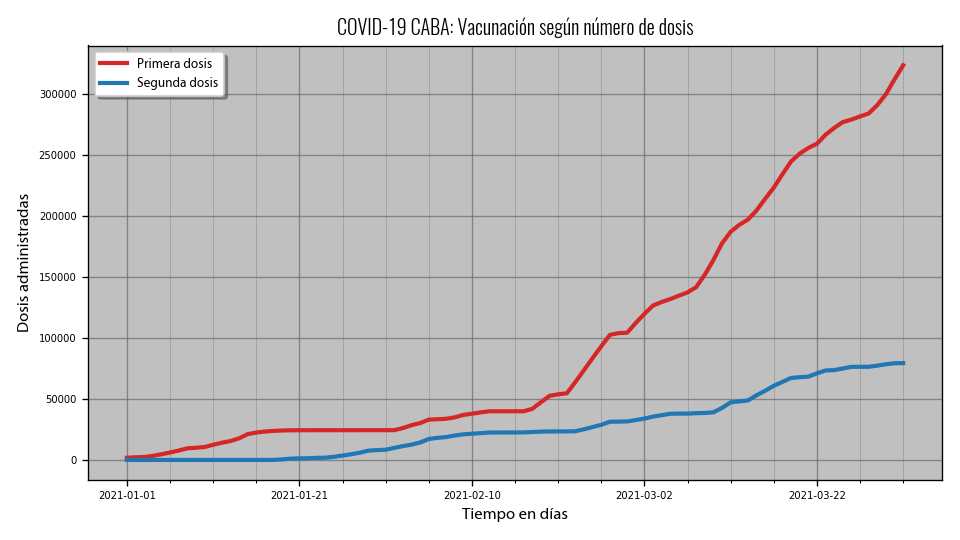 COVID-19 CABA: Vacunación según número de dosis
Primera dosis
Segunda dosis
Dosis administradas
300000
250000
200000
150000
100000
50000
0
2021-01-01 2021-01-21 2021-02-10 2021-03-02 2021-03-22
Tiempo en días